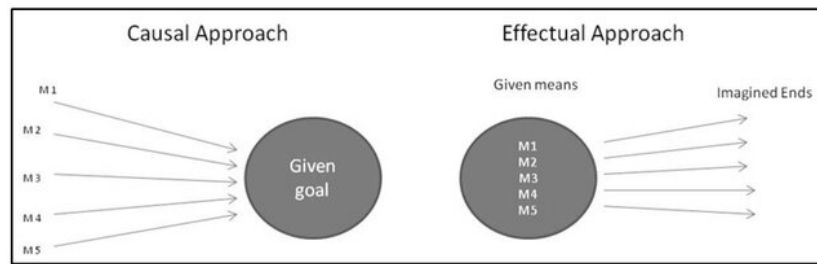 Causal Approach
M1
M2
M3
M4
M5
Given
goal
Effectual Approach
Given means
M1
M2
M3
M4
M5
Imagined Ends